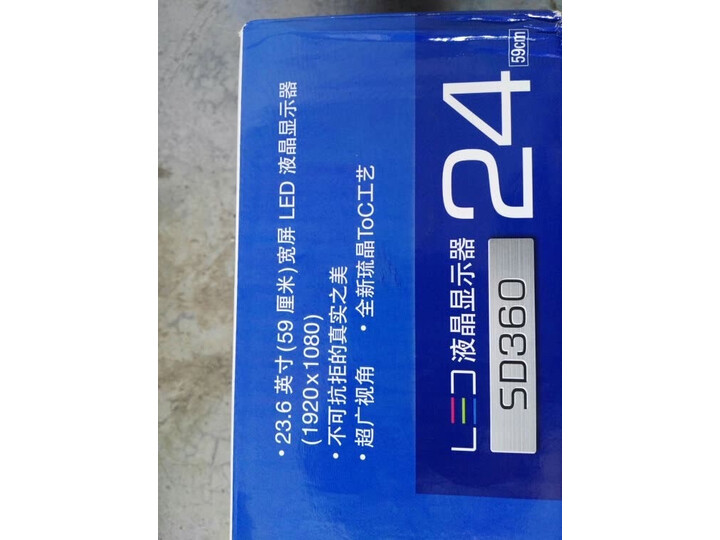 • 23.6 英寸(59 厘米)宽屏 LED 液晶显示器
(1920x1080)
• 不可抗拒的真实之美
• 超广视角 • 全新琉晶ToC工艺
LED 液晶显示器 24 59cm
SD360